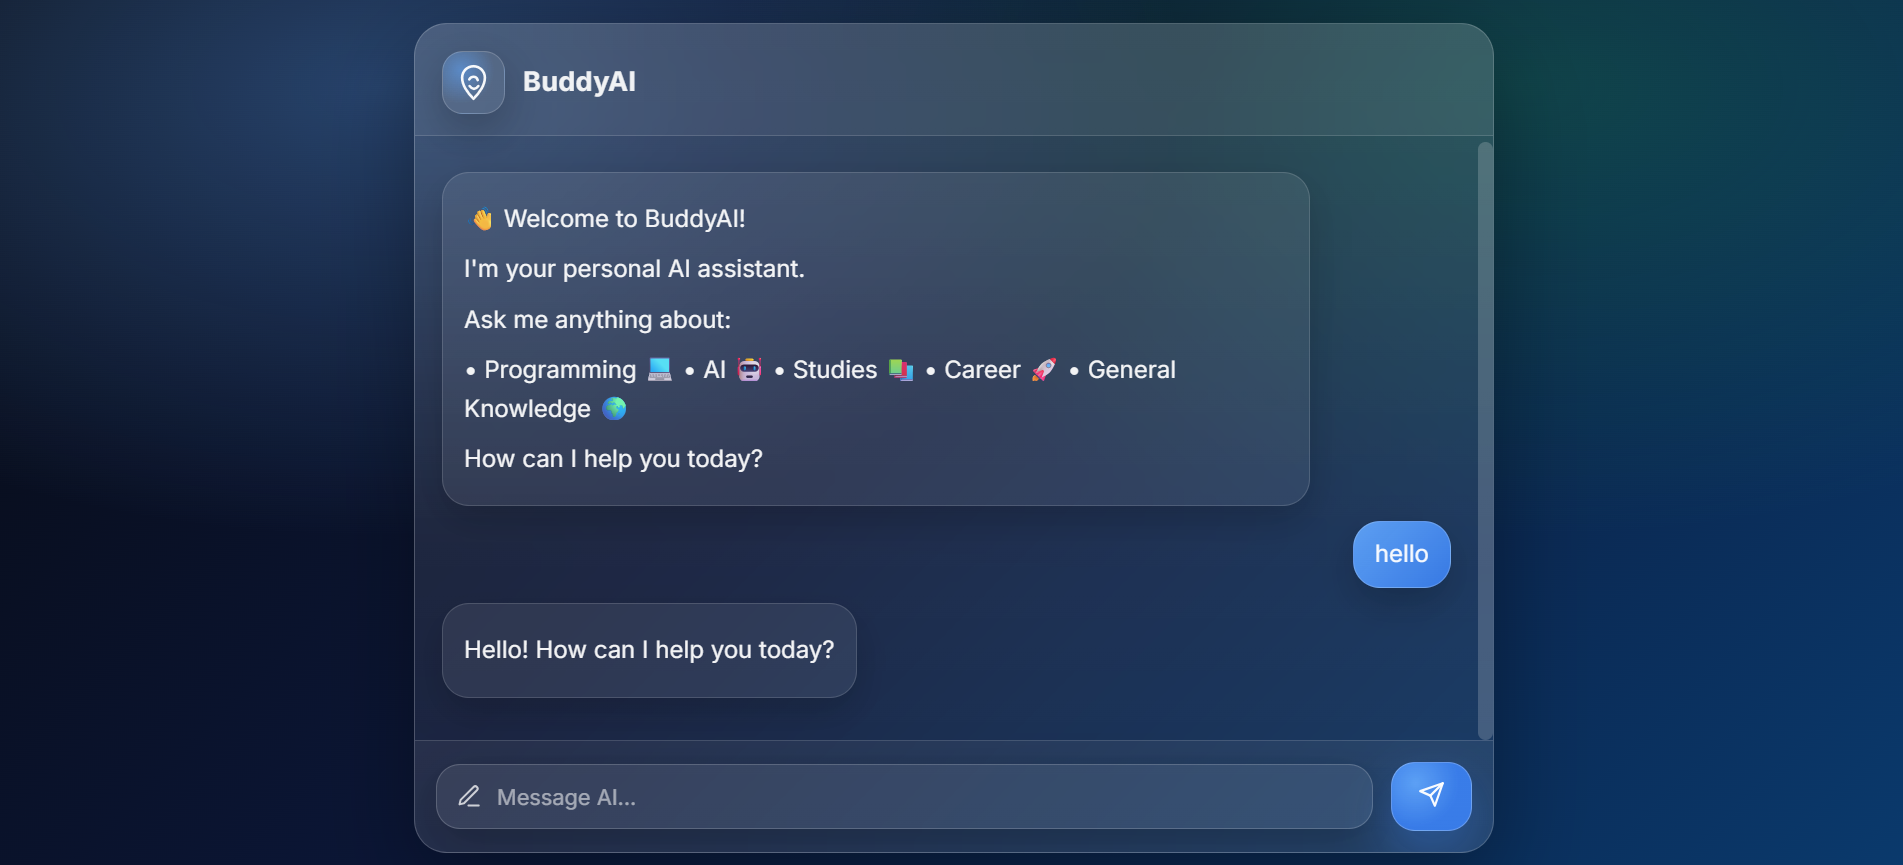 BuddyAI
👋 Welcome to BuddyAI!
I'm your personal AI assistant.
Ask me anything about:
• Programming 💻 • AI 🤖 • Studies 📚 • Career 🚀 • General
Knowledge 🌍
How can I help you today?
hello
Hello! How can I help you today?
Message AI...